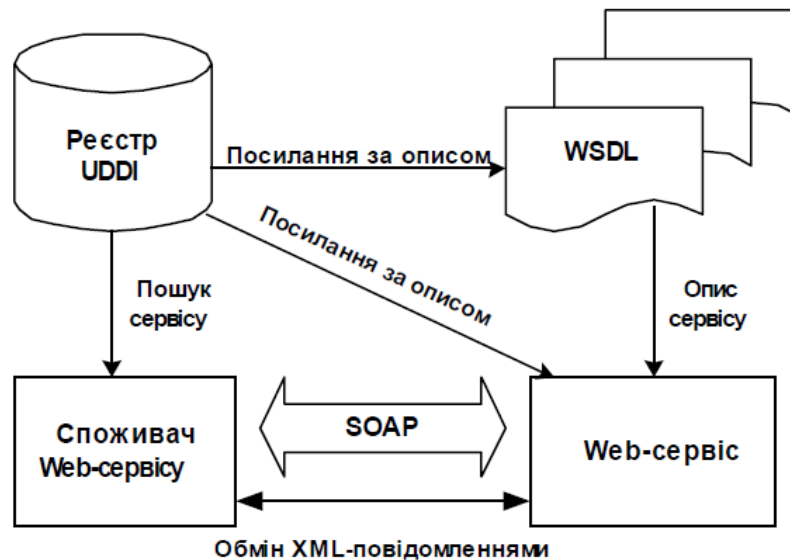 Реєстр
UDDI
Посилання за описом
WSDL
Посилання за описом
Пошук
сервісу
Опис
сервісу
Споживач
Web-сервісу
SOAP
Web-сервіс
Обмін XML-повідомленнями